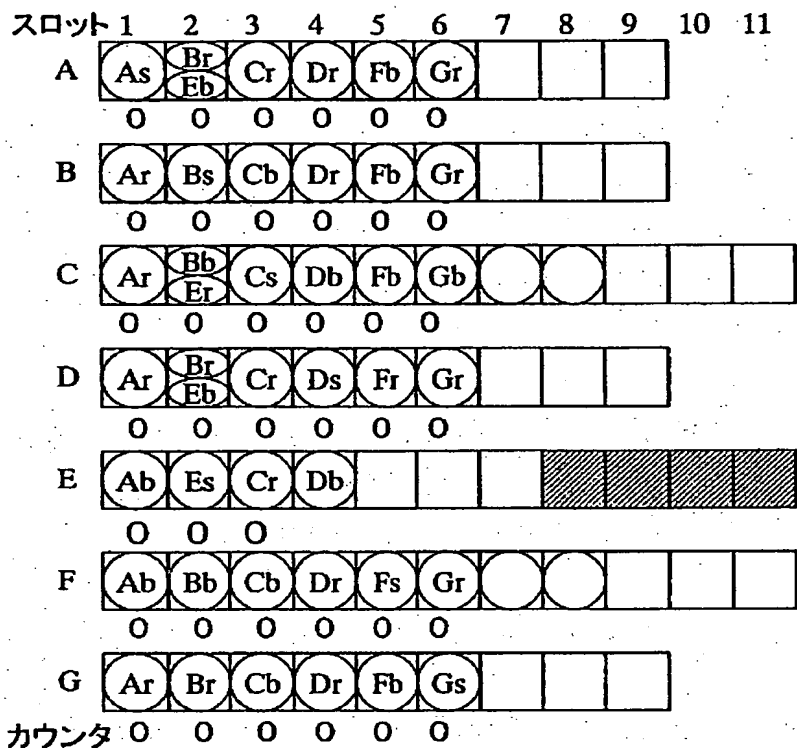 スロット 1 2 3 4 5 6 7 8 9 10 11
A As Br Eb Cr Dr Fb Gr
0 0 0 0 0 0
B Ar Bs Cb Dr Fb Gr
0 0 0 0 0 0
C Ar Bb Er Cs Db Fb Gb
0 0 0 0 0 0
D Ar Br Eb Cr Ds Fr Gr
0 0 0 0 0 0
E Ab Es Cr Db
0 0 0
F Ab Bb Cb Dr Fs Gr
0 0 0 0 0 0
G Ar Br Cb Dr Fb Gs
カウンタ 0 0 0 0 0 0